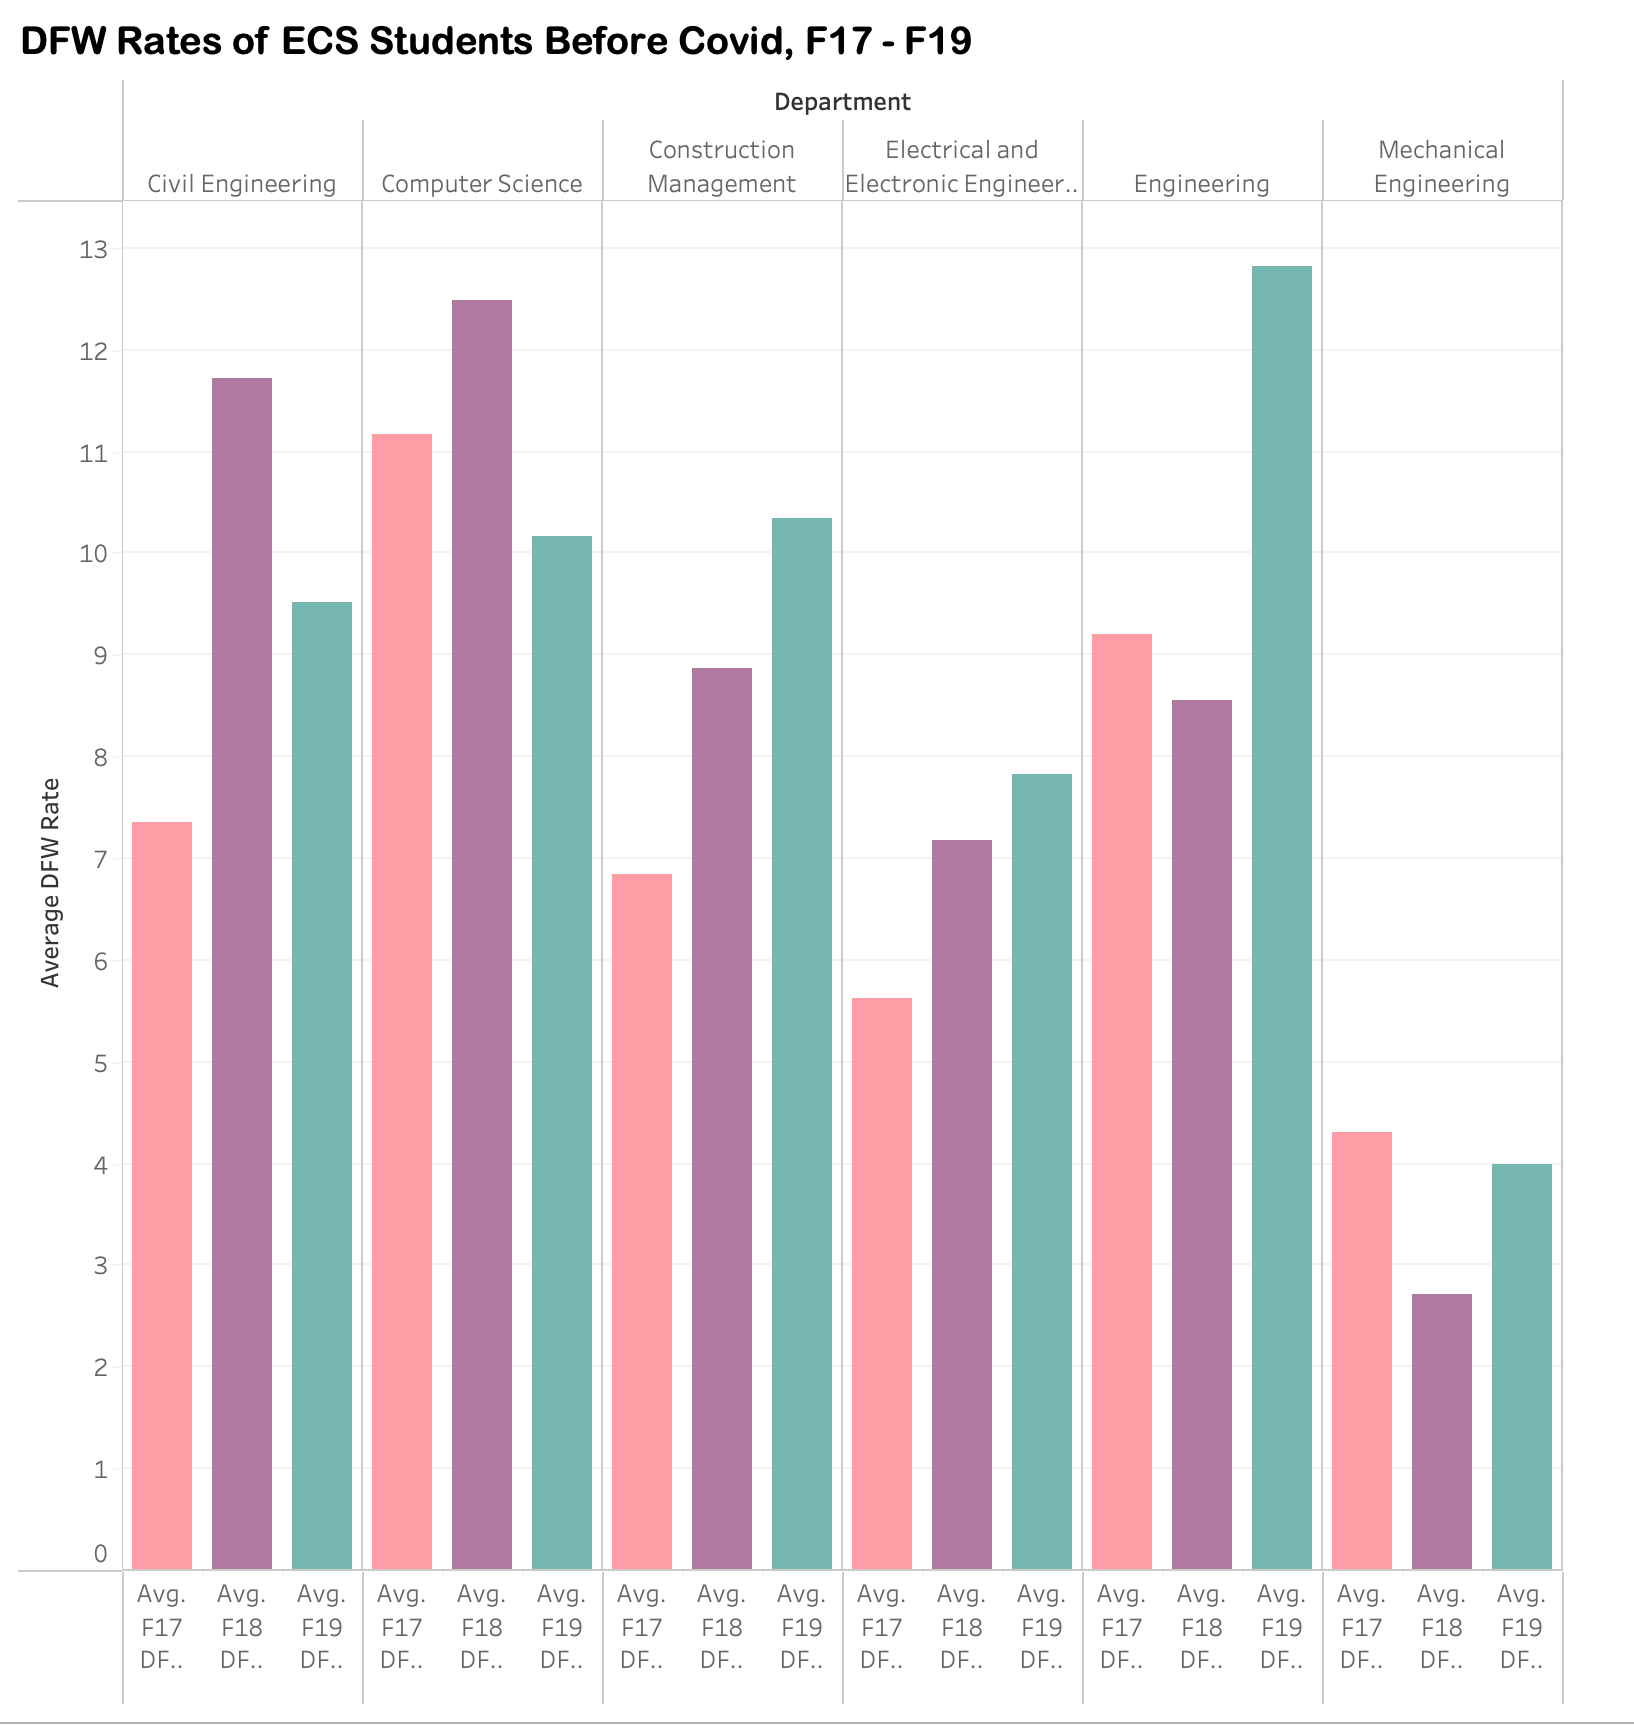 DFW Rates of ECS Students Before Covid, F17 - F19
Department
Civil Engineering
Computer Science
Construction
Management
Electrical and
Electronic Engineer..
Engineering
Mechanical
Engineering
13
12
11
10
9
8
7
6
5
4
3
2
1
0
Average DFW Rate
Avg.
F17
DF..
Avg.
F18
DF..
Avg.
F19
DF..
Avg.
F17
DF..
Avg.
F18
DF..
Avg.
F19
DF..
Avg.
F17
DF..
Avg.
F18
DF..
Avg.
F19
DF..
Avg.
F17
DF..
Avg.
F18
DF..
Avg.
F19
DF..
Avg.
F17
DF..
Avg.
F18
DF..
Avg.
F19
DF..
Avg.
F17
DF..
Avg.
F18
DF..
Avg.
F19
DF..